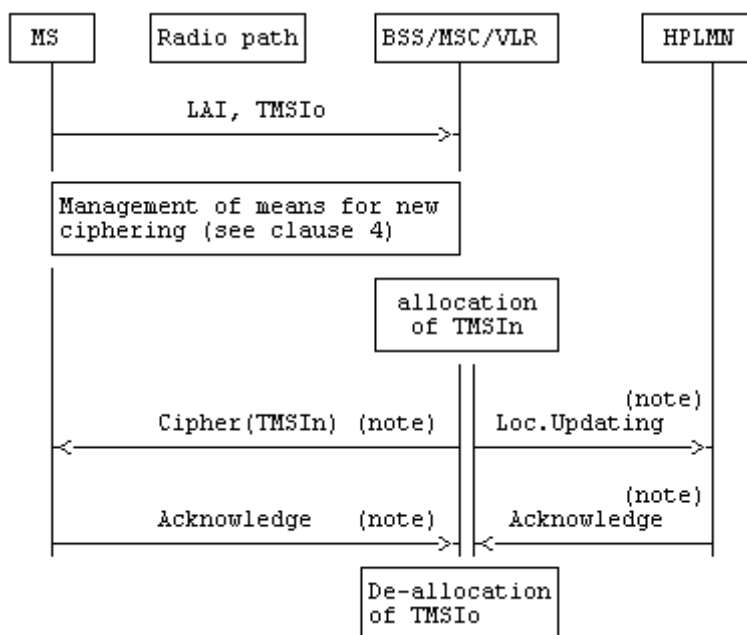 MS
Radio path
BSS/MSC/VLR
HPLMN
LAI, TMSIo
Management of means for new
ciphering (see clause 4)
allocation
of TMSIn
(note)
Cipher(TMSIn) (note)
Loc.Updating
(note)
Acknowledge (note)
Acknowledge
De-allocation
of TMSIo